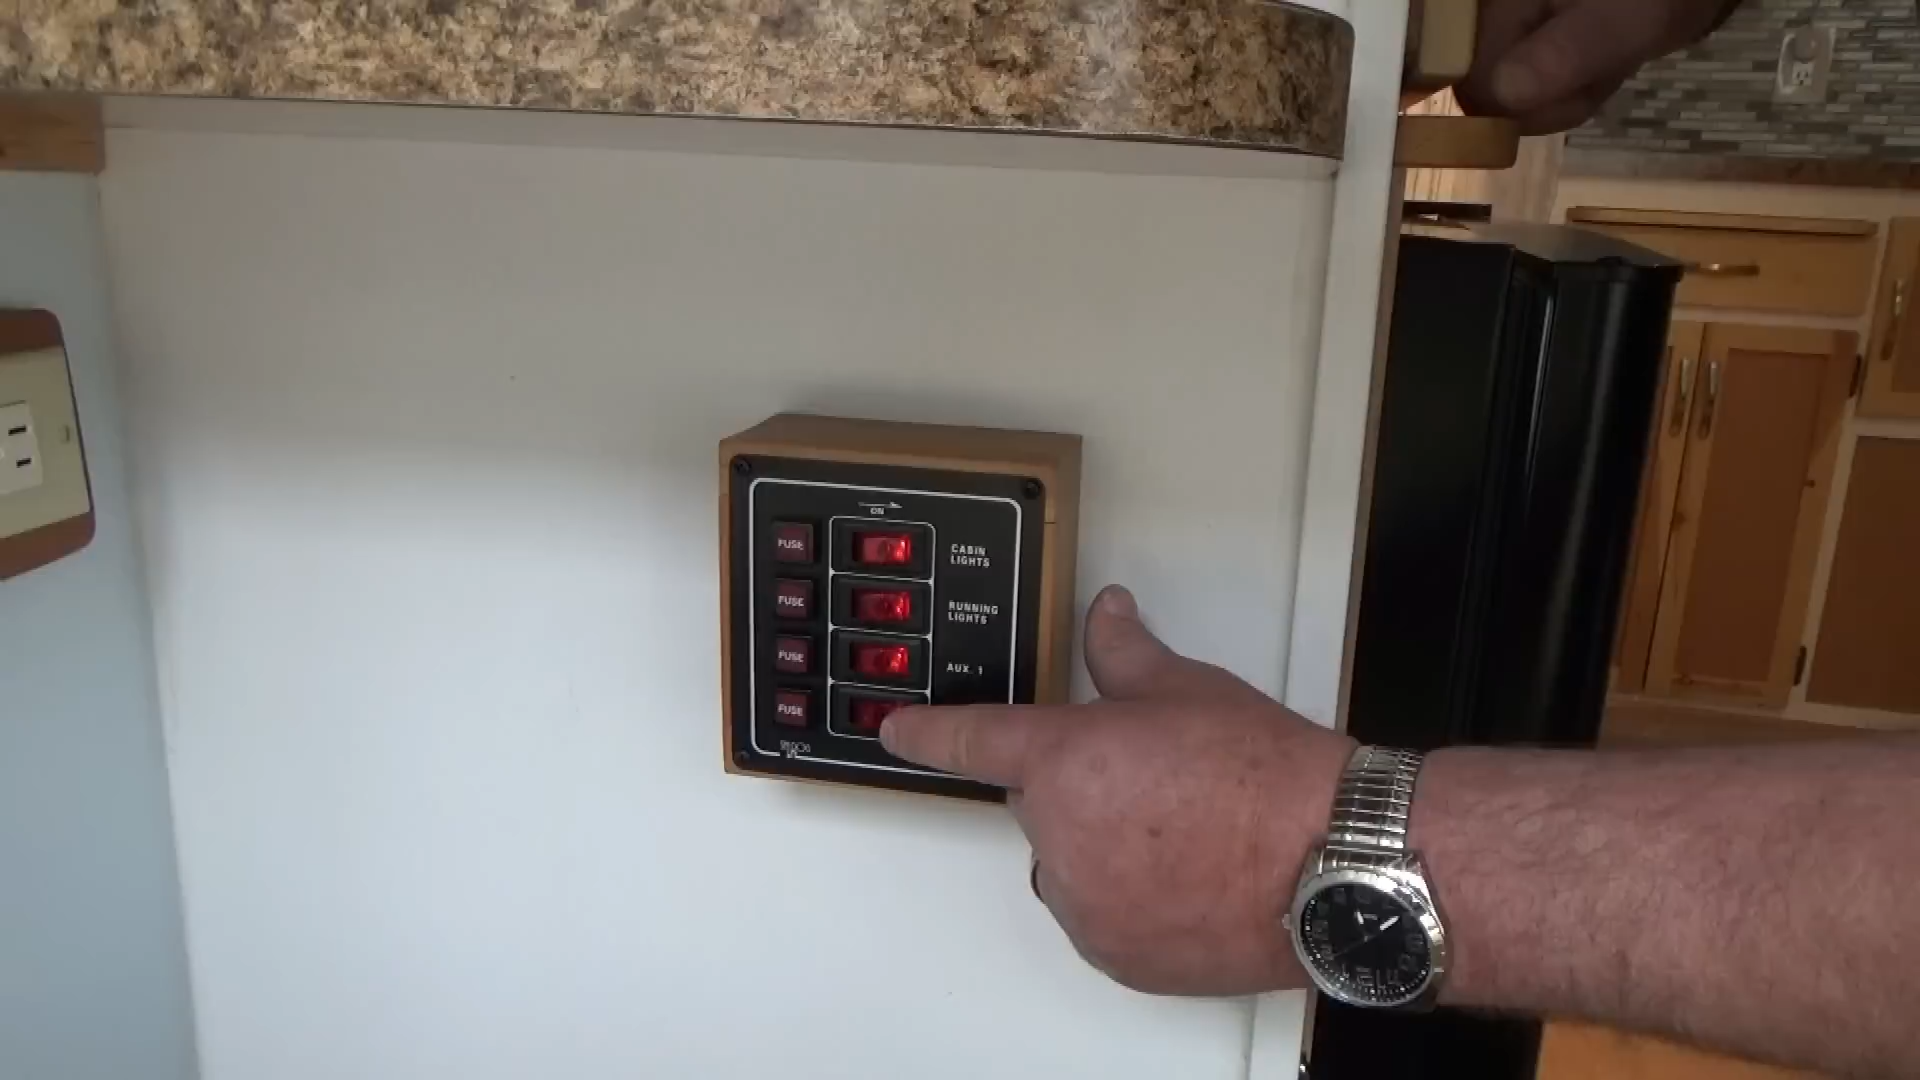 ON
FUSE
CABIN
LIGHTS
FUSE
RUNNING
LIGHTS
FUSE
AUX. 1
FUSE